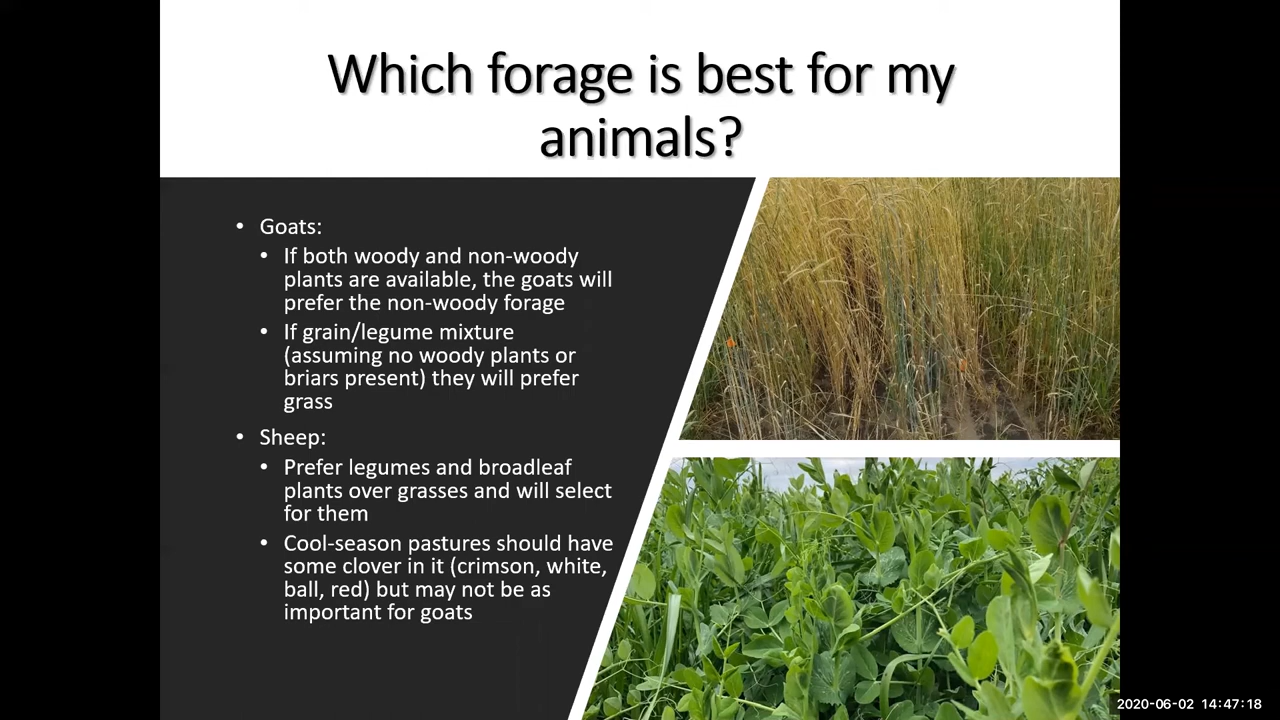 Which forage is best for my
animals?
• Goats:
• If both woody and non-woody
plants are available, the goats will
prefer the non-woody forage
• If grain/legume mixture
(assuming no woody plants or
briars present) they will prefer
grass
• Sheep:
• Prefer legumes and broadleaf
plants over grasses and will select
for them
• Cool-season pastures should have
some clover in it (crimson, white,
ball, red) but may not be as
important for goats
2020-06-02 14:47:18